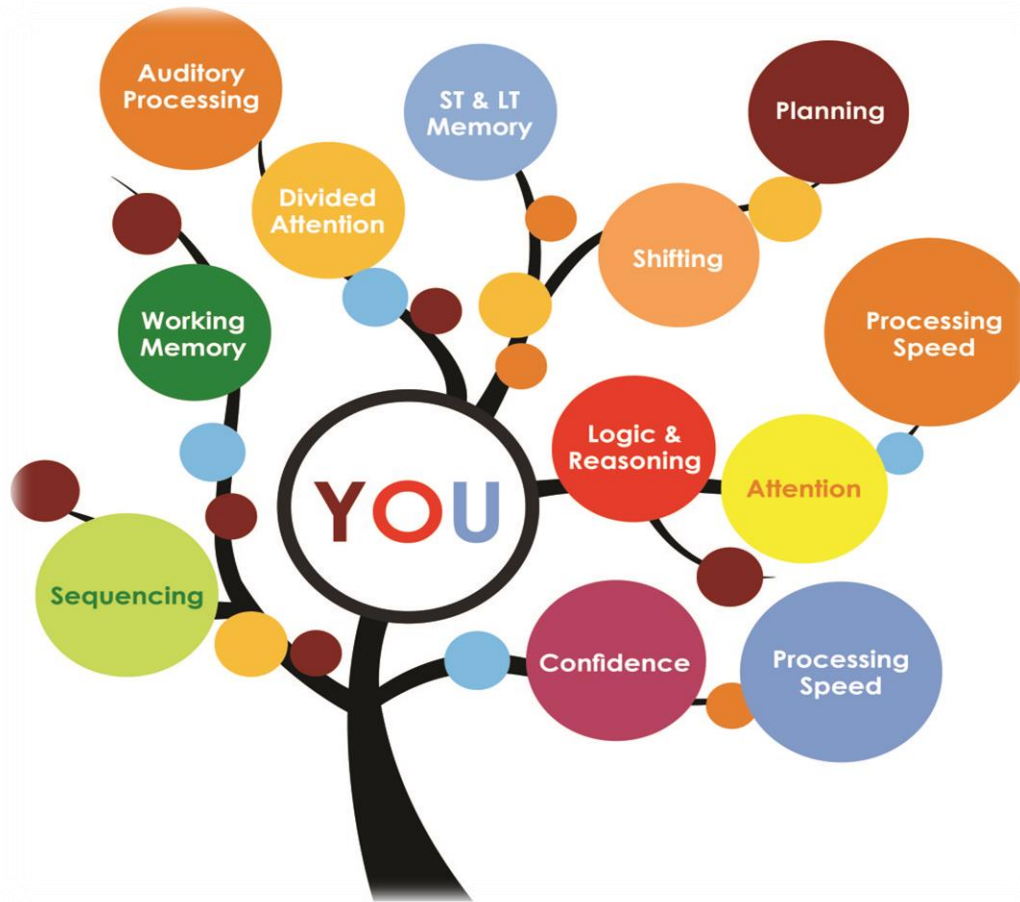 Auditory
Processing
ST & LT
Memory
Planning
Divided
Attention
Shifting
Working
Memory
Processing
Speed
Logic &
Reasoning
Attention
YOU
Sequencing
Confidence
Processing
Speed